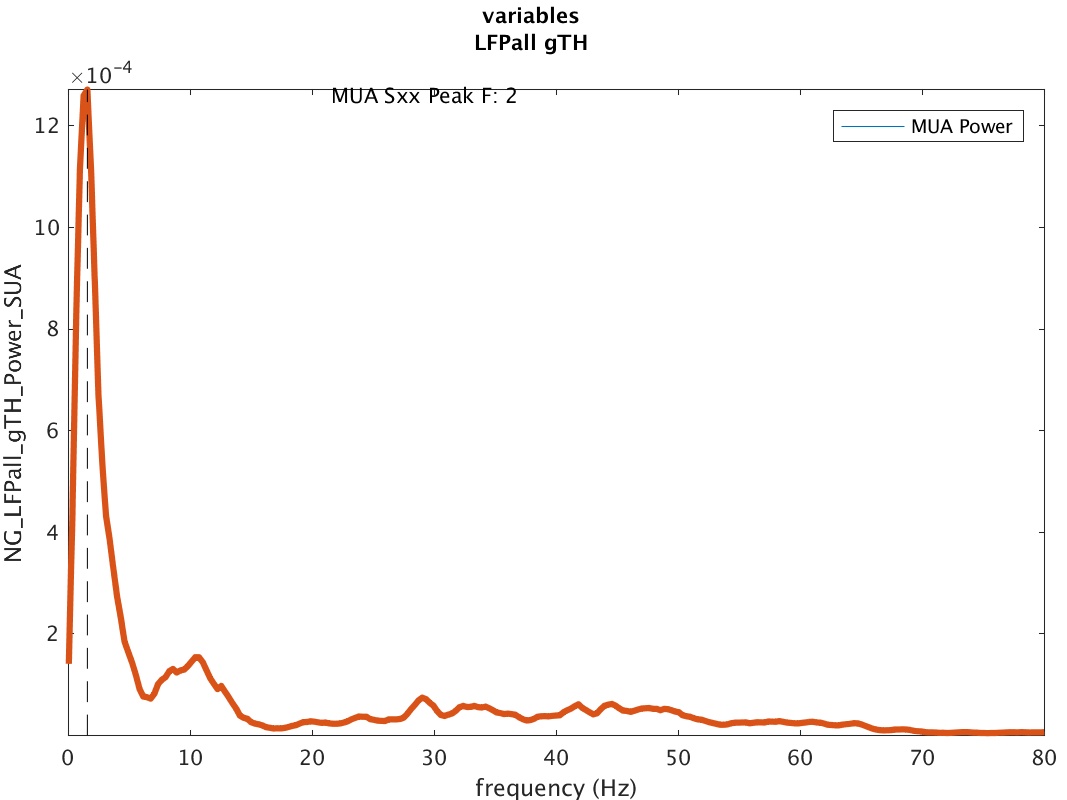 variables
LFPall gTH
×10⁻⁴
MUA Sxx Peak F: 2
MUA Power
12
10
8
6
4
2
NG_LFPall_gTH_Power_SUA
0 10 20 30 40 50 60 70 80
frequency (Hz)